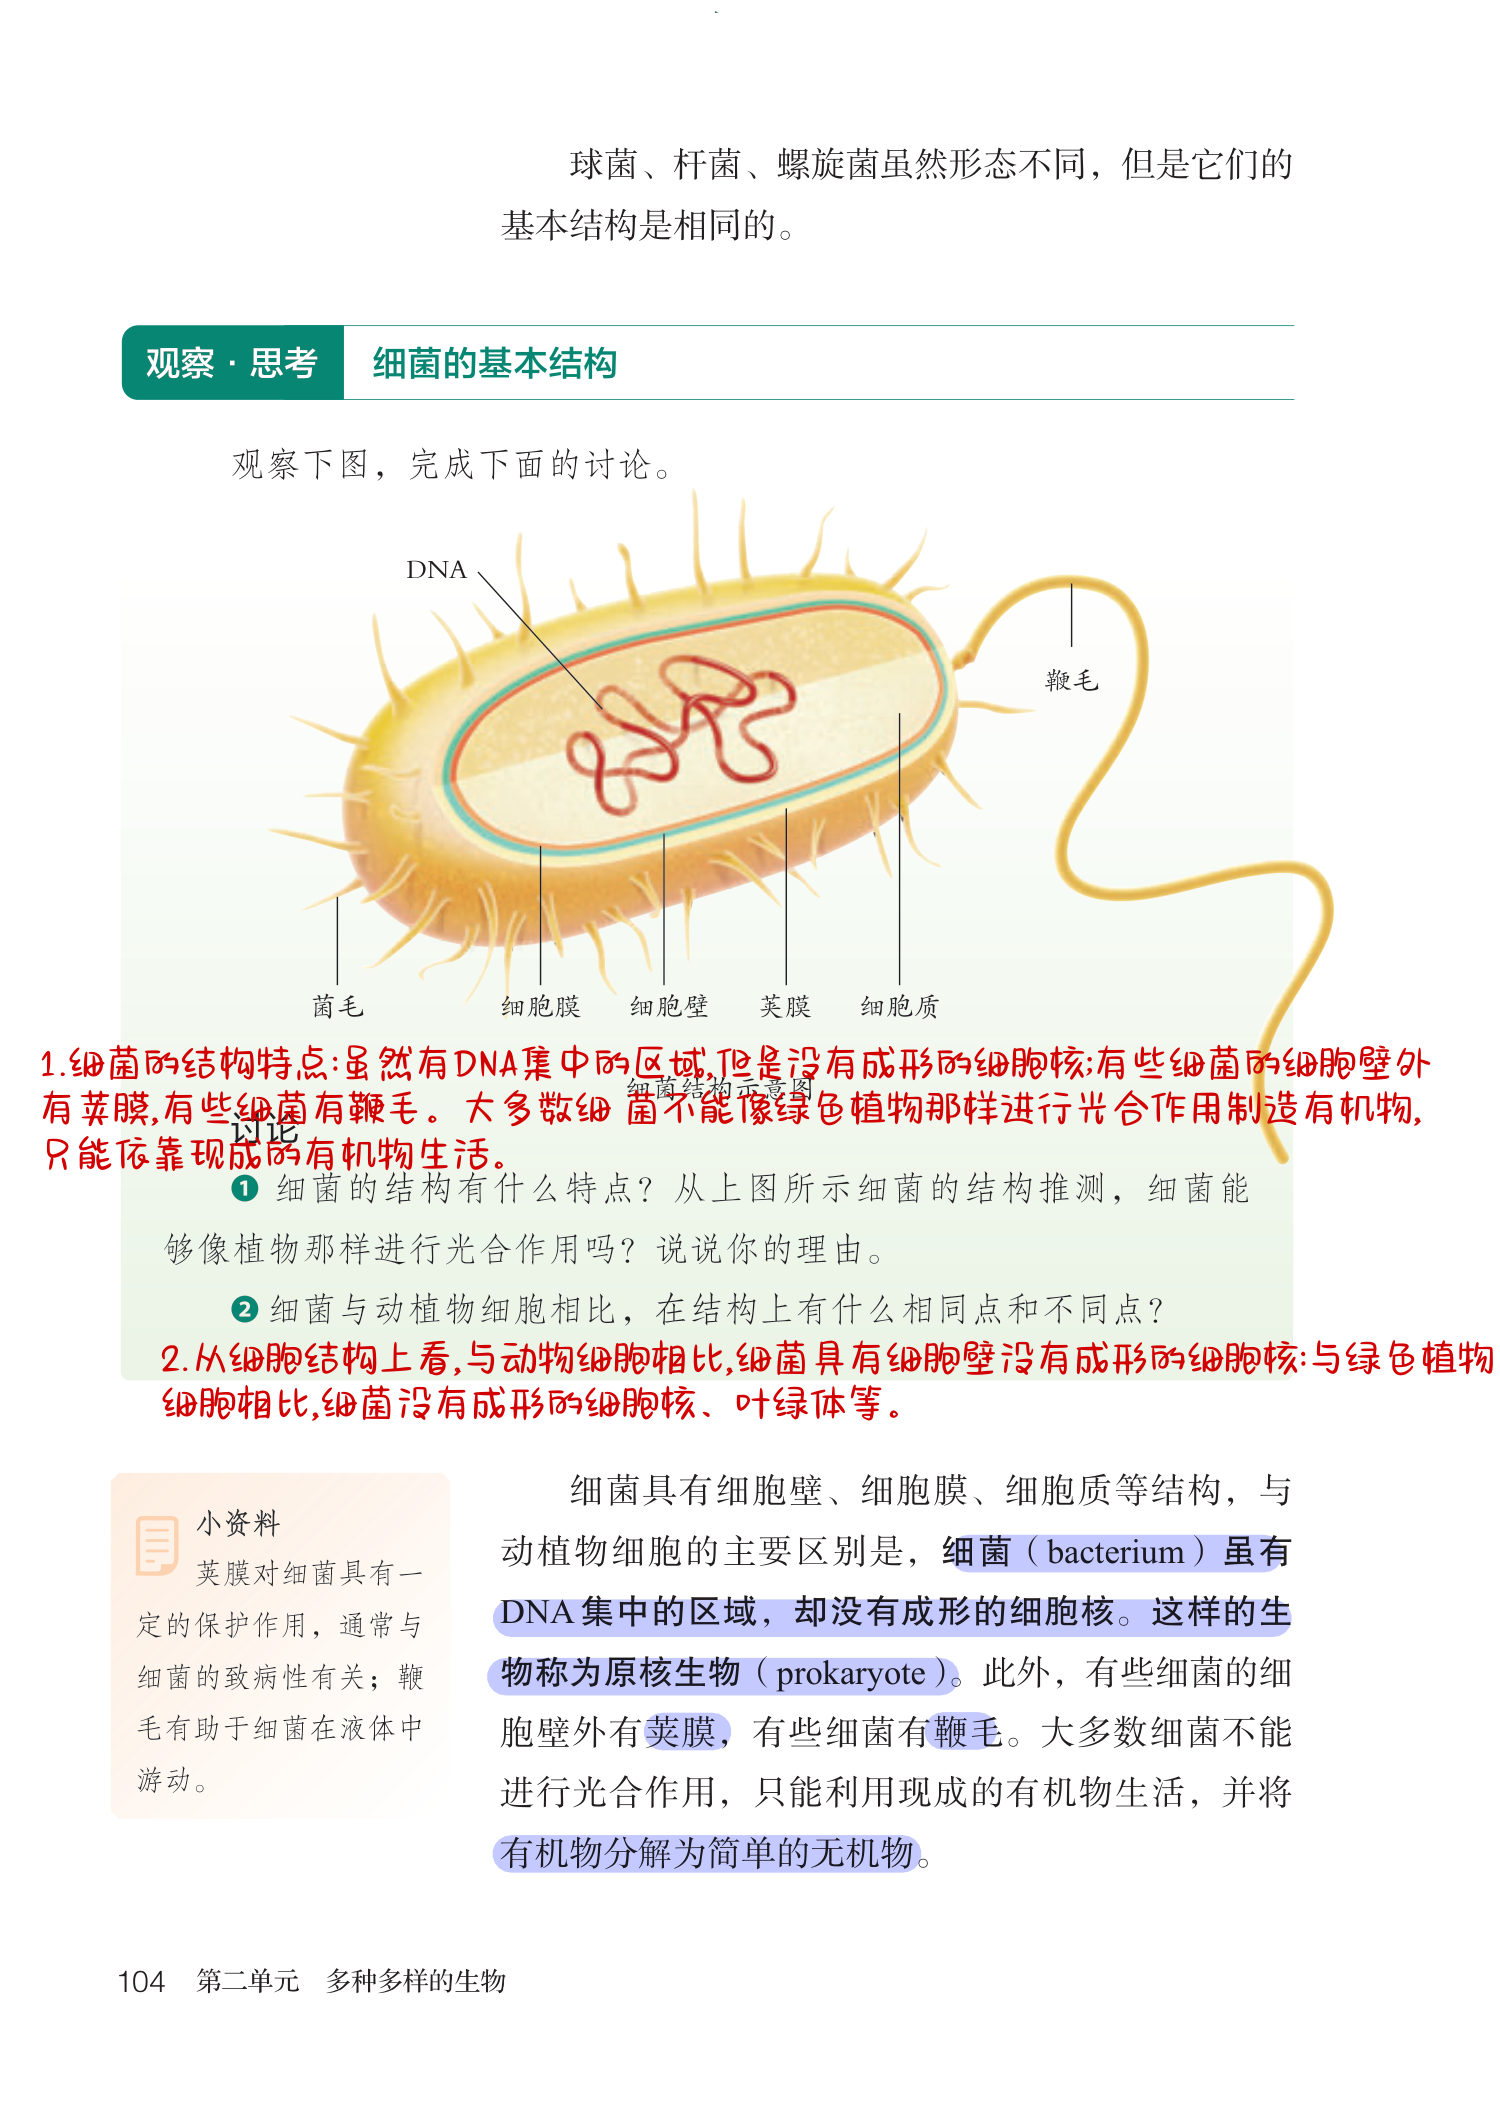 球菌、杆菌、螺旋菌虽然形态不同，但是它们的
基本结构是相同的。
观察·思考 细菌的基本结构
观察下图，完成下面的讨论。
DNA
鞭毛
菌毛 细胞膜 细胞壁 荚膜 细胞质
1.细菌的结构特点:虽然有DNA集中的区域,但是没有成形的细胞核;有些细菌的细胞壁外
细菌结构示意图
有荚膜,有些细菌有鞭毛。大多数细 菌不能像绿色植物那样进行光合作用制造有机物,
讨论
只能依靠现成的有机物生活。
1 细菌的结构有什么特点？从上图所示细菌的结构推测，细菌能
够像植物那样进行光合作用吗？说说你的理由。
2 细菌与动植物细胞相比，在结构上有什么相同点和不同点？
2.从细胞结构上看,与动物细胞相比,细菌具有细胞壁没有成形的细胞核:与绿色植物
细胞相比,细菌没有成形的细胞核、叶绿体等。
小资料
荚膜对细菌具有一
定的保护作用，通常与
细菌的致病性有关；鞭
毛有助于细菌在液体中
游动。
细菌具有细胞壁、细胞膜、细胞质等结构，与
动植物细胞的主要区别是，细菌（bacterium）虽有
DNA集中的区域，却没有成形的细胞核。这样的生
物称为原核生物（prokaryote）。此外，有些细菌的细
胞壁外有荚膜，有些细菌有鞭毛。大多数细菌不能
进行光合作用，只能利用现成的有机物生活，并将
有机物分解为简单的无机物。
104 第二单元 多种多样的生物